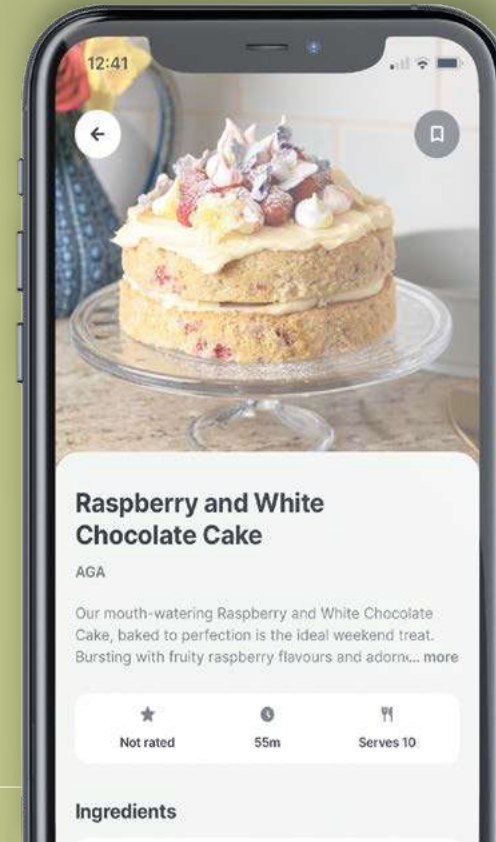 12:41
Raspberry and White
Chocolate Cake
AGA
Our mouth-watering Raspberry and White Chocolate
Cake, baked to perfection is the ideal weekend treat.
Bursting with fruity raspberry flavours and adorn... more
Not rated
55m
Serves 10
Ingredients